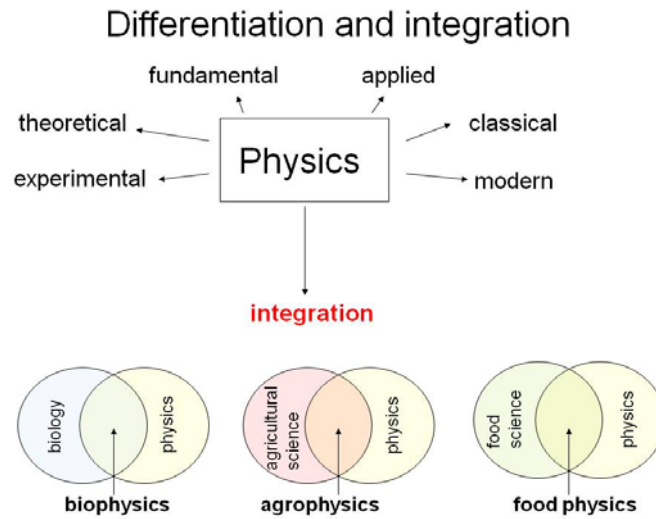 Differentiation and integration
fundamental
applied
theoretical
classical
Physics
experimental
modern
integration
biology
physics
agricultural
science
physics
food
science
physics
biophysics
agrophysics
food physics